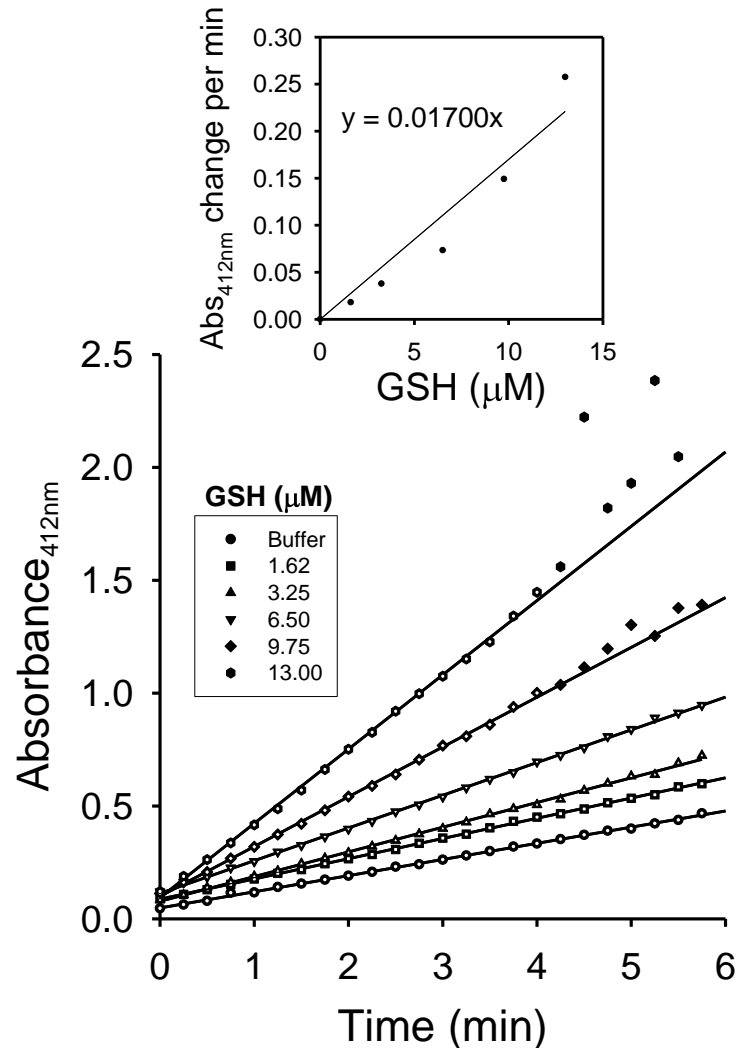 Abs412nm change per min
0.30
0.25
0.20
0.15
0.10
0.05
0.00
y = 0.01700x
0 5 10 15
GSH (μM)
Absorbance412nm
2.5
2.0
1.5
1.0
0.5
0.0
GSH (μM)
Buffer
1.62
3.25
6.50
9.75
13.00
0 1 2 3 4 5 6
Time (min)